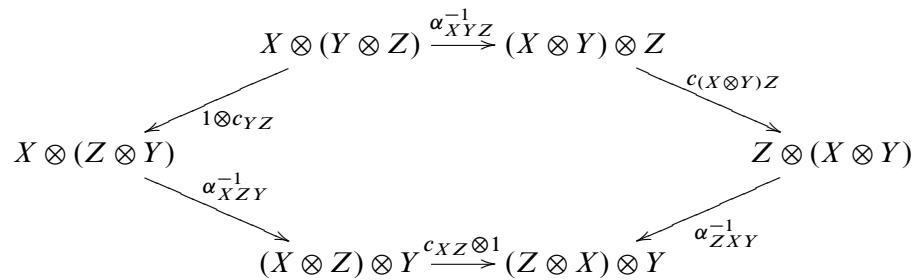 X ⊗ (Y ⊗ Z) α⁻¹_{XYZ} (X ⊗ Y) ⊗ Z
1⊗c_{YZ} c_{(X⊗Y)Z}
X ⊗ (Z ⊗ Y) Z ⊗ (X ⊗ Y)
α⁻¹_{XZY} α⁻¹_{ZXY}
(X ⊗ Z) ⊗ Y c_{XZ}⊗1 (Z ⊗ X) ⊗ Y